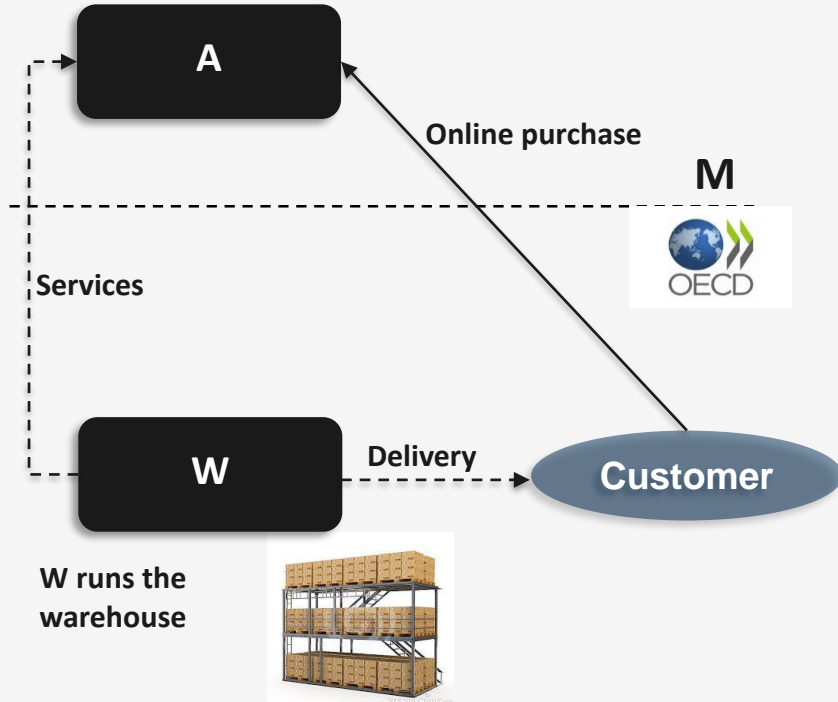 A
Online purchase
M
OECD
Services
W
Delivery
Customer
W runs the
warehouse